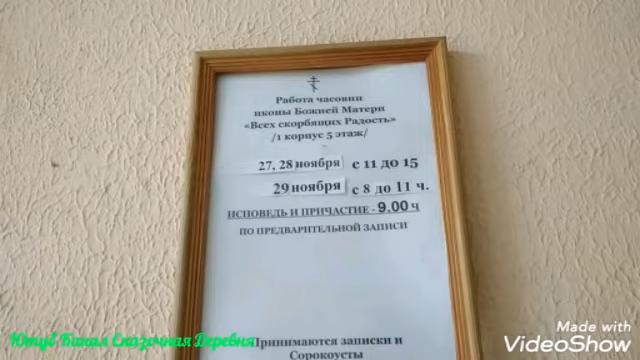 Работа часовни
иконы Божией Матери
«Всех скорбящих Радость»
/1 корпус 5 этаж/
27, 28 ноября с 11 до 15
29 ноября с 8 до 11 ч.
ИСПОВЕДЬ И ПРИЧАСТИЕ - 9.00 ч
ПО ПРЕДВАРИТЕЛЬНОЙ ЗАПИСИ
Принимаются записки и
Сорокоусты
Ютуб Канал Сказочная Деревня
Made with
VideoShow